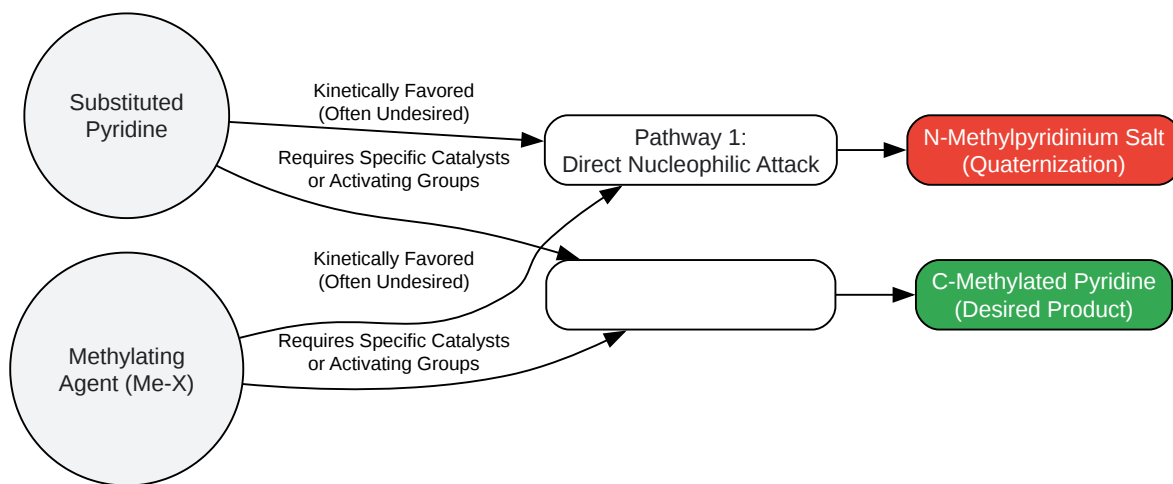 Substituted
Pyridine
Kinetically Favored
(Often Undesired)
Requires Specific Catalysts
or Activating Groups
Pathway 1:
Direct Nucleophilic Attack
N-Methylpyridinium Salt
(Quaternization)
Methylating
Agent (Me-X)
Kinetically Favored
(Often Undesired)
Requires Specific Catalysts
or Activating Groups
C-Methylated Pyridine
(Desired Product)